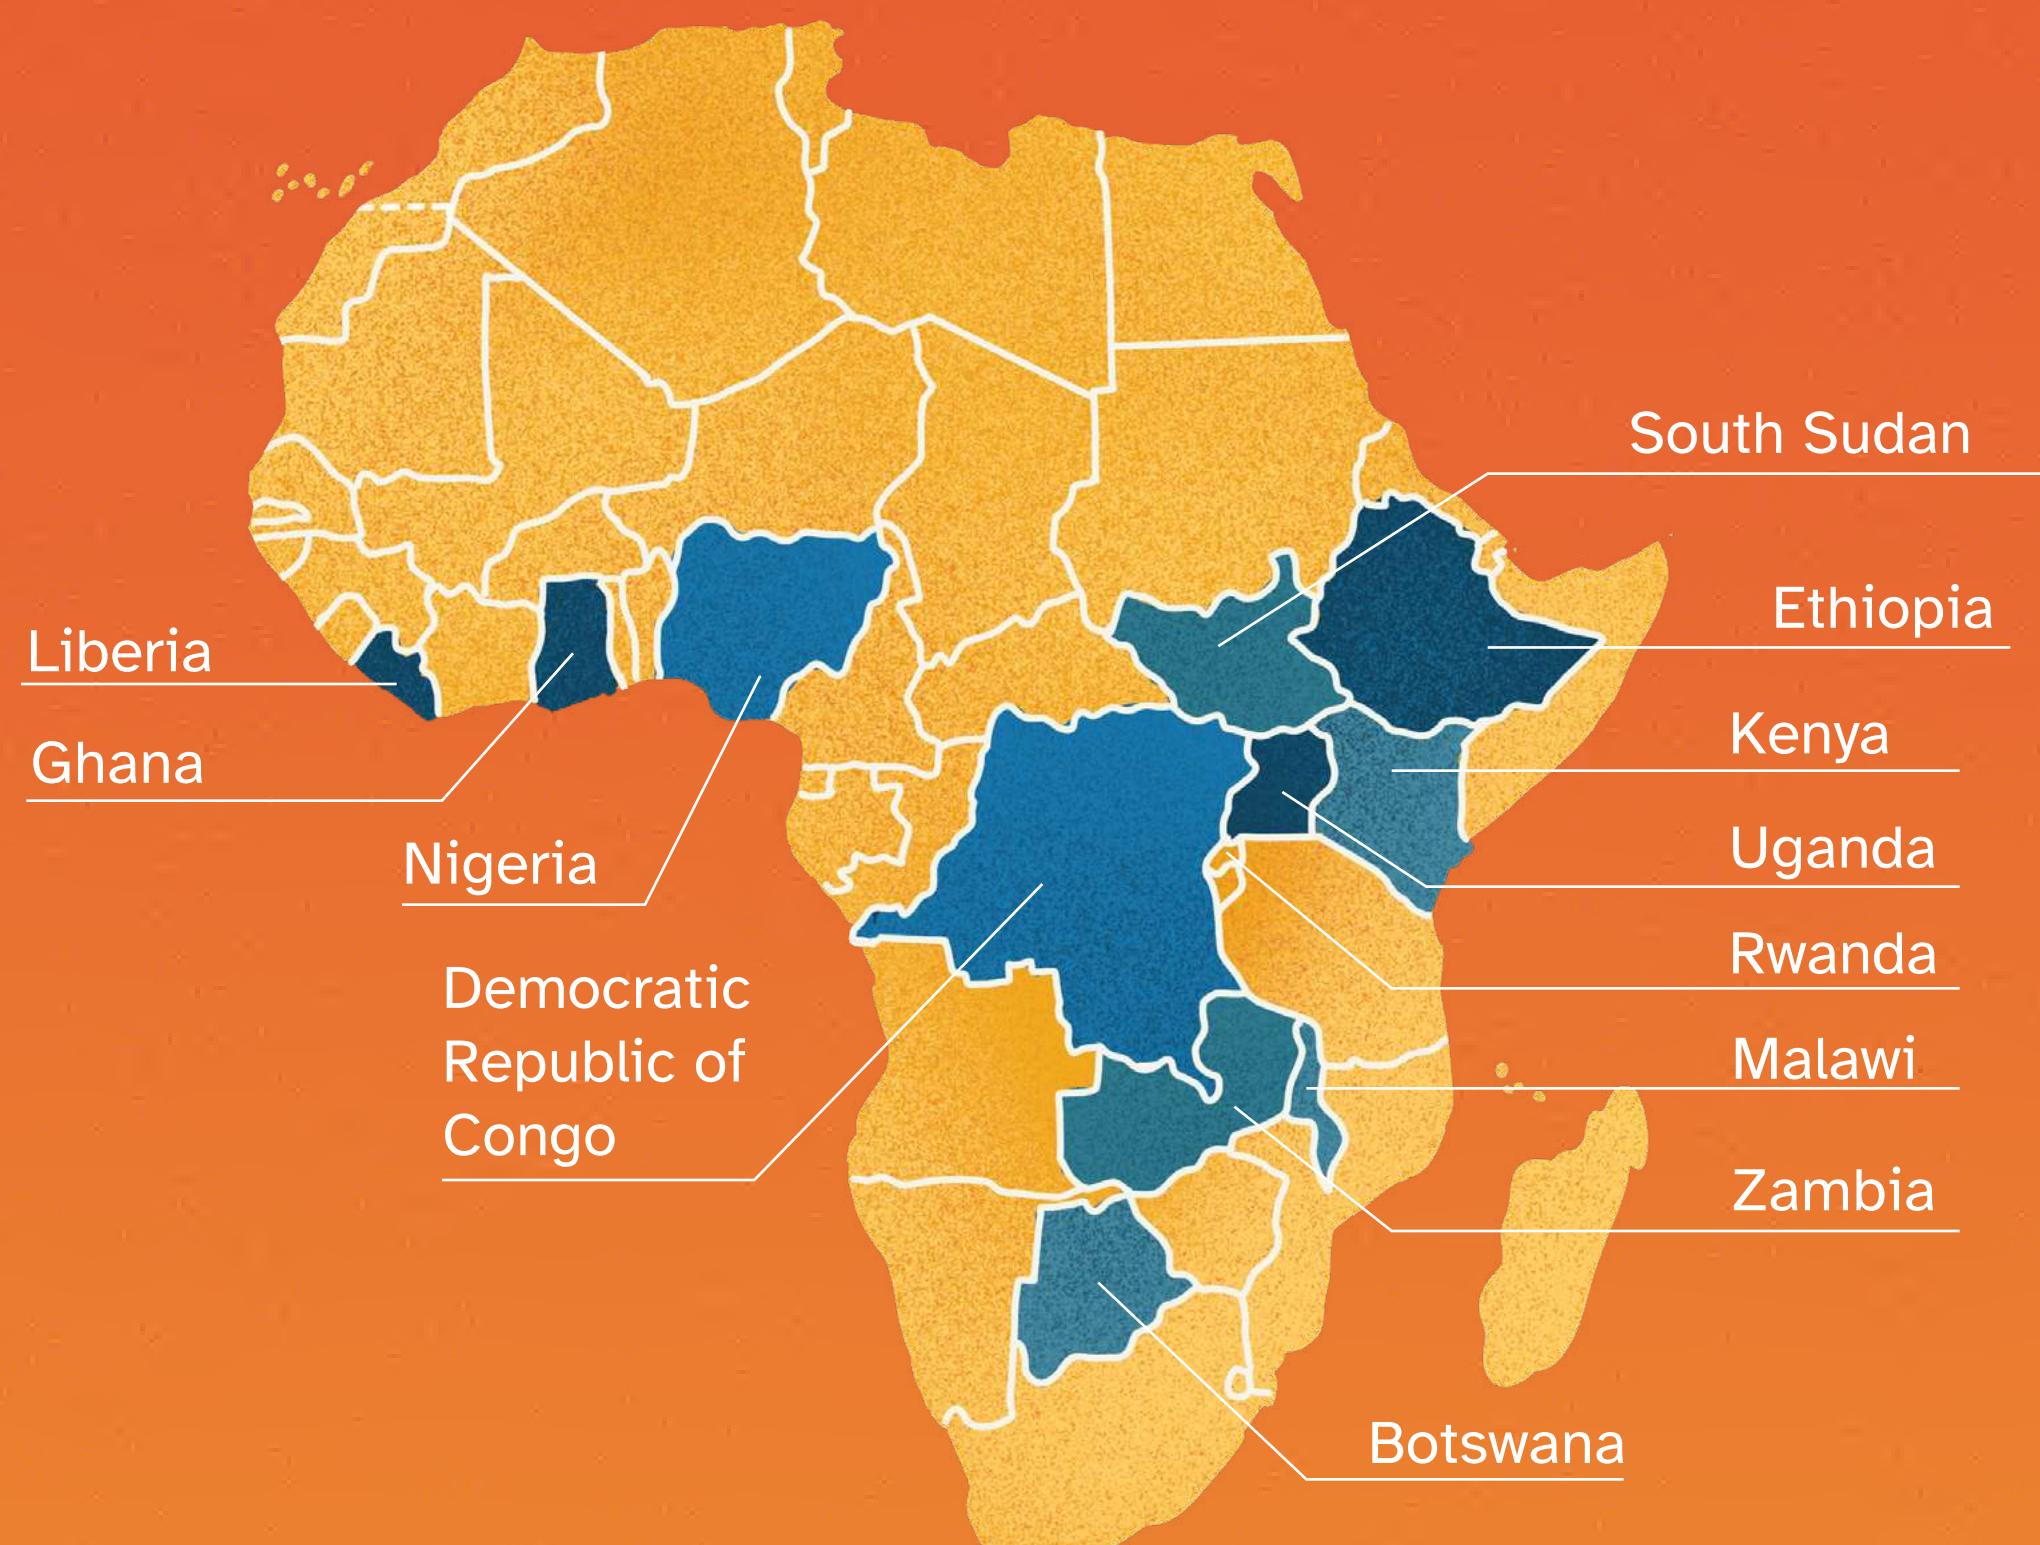 South Sudan
Ethiopia
Liberia
Kenya
Ghana
Uganda
Nigeria
Rwanda
Democratic
Republic of
Congo
Malawi
Zambia
Botswana